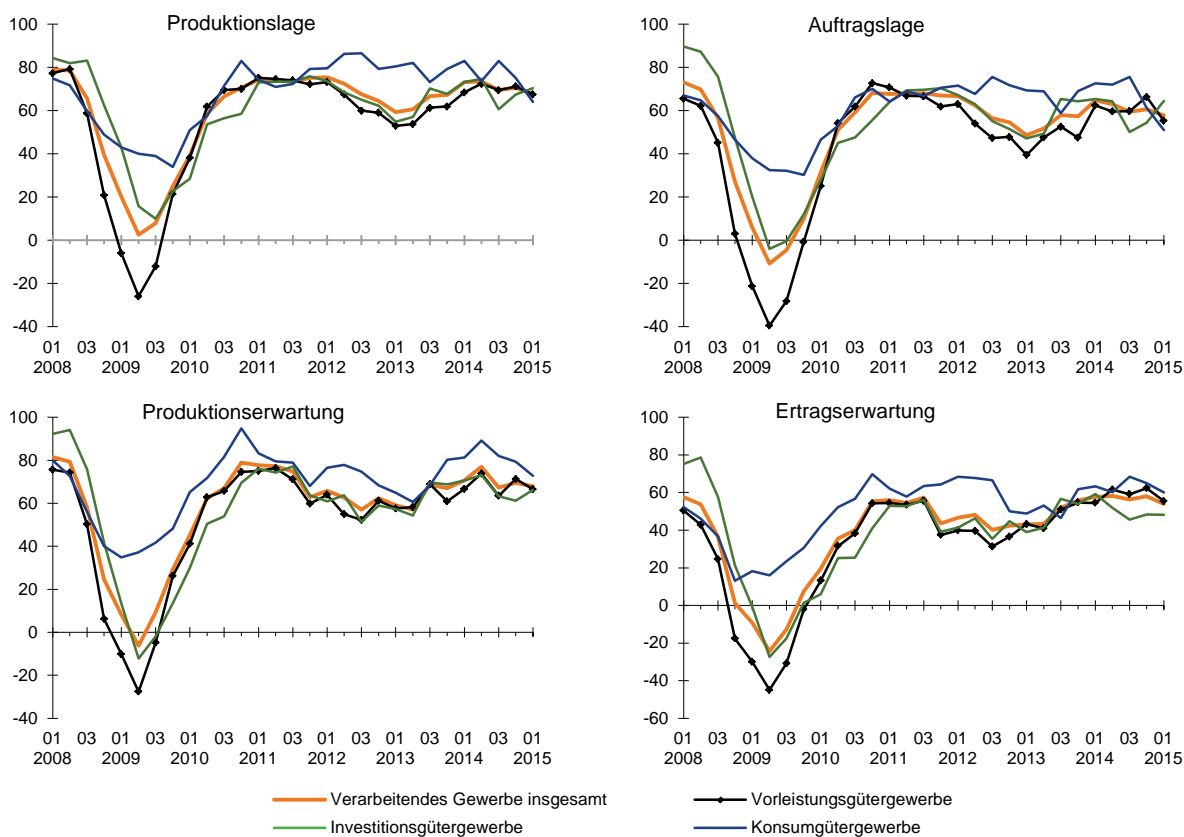 Produktionslage
100
80
60
40
20
0
-20
-40
01 03 01 03 01 03 01 03 01 03 01 03 01 03 01
2008 2009 2010 2011 2012 2013 2014 2015
Auftragslage
100
80
60
40
20
0
-20
-40
01 03 01 03 01 03 01 03 01 03 01 03 01 03 01
2008 2009 2010 2011 2012 2013 2014 2015
Produktionserwartung
100
80
60
40
20
0
-20
-40
01 03 01 03 01 03 01 03 01 03 01 03 01 03 01
2008 2009 2010 2011 2012 2013 2014 2015
Ertragserwartung
100
80
60
40
20
0
-20
-40
-60
01 03 01 03 01 03 01 03 01 03 01 03 01 03 01
2008 2009 2010 2011 2012 2013 2014 2015
Verarbeitendes Gewerbe insgesamt
Vorleistungsgütergewerbe
Investitionsgütergewerbe
Konsumgütergewerbe